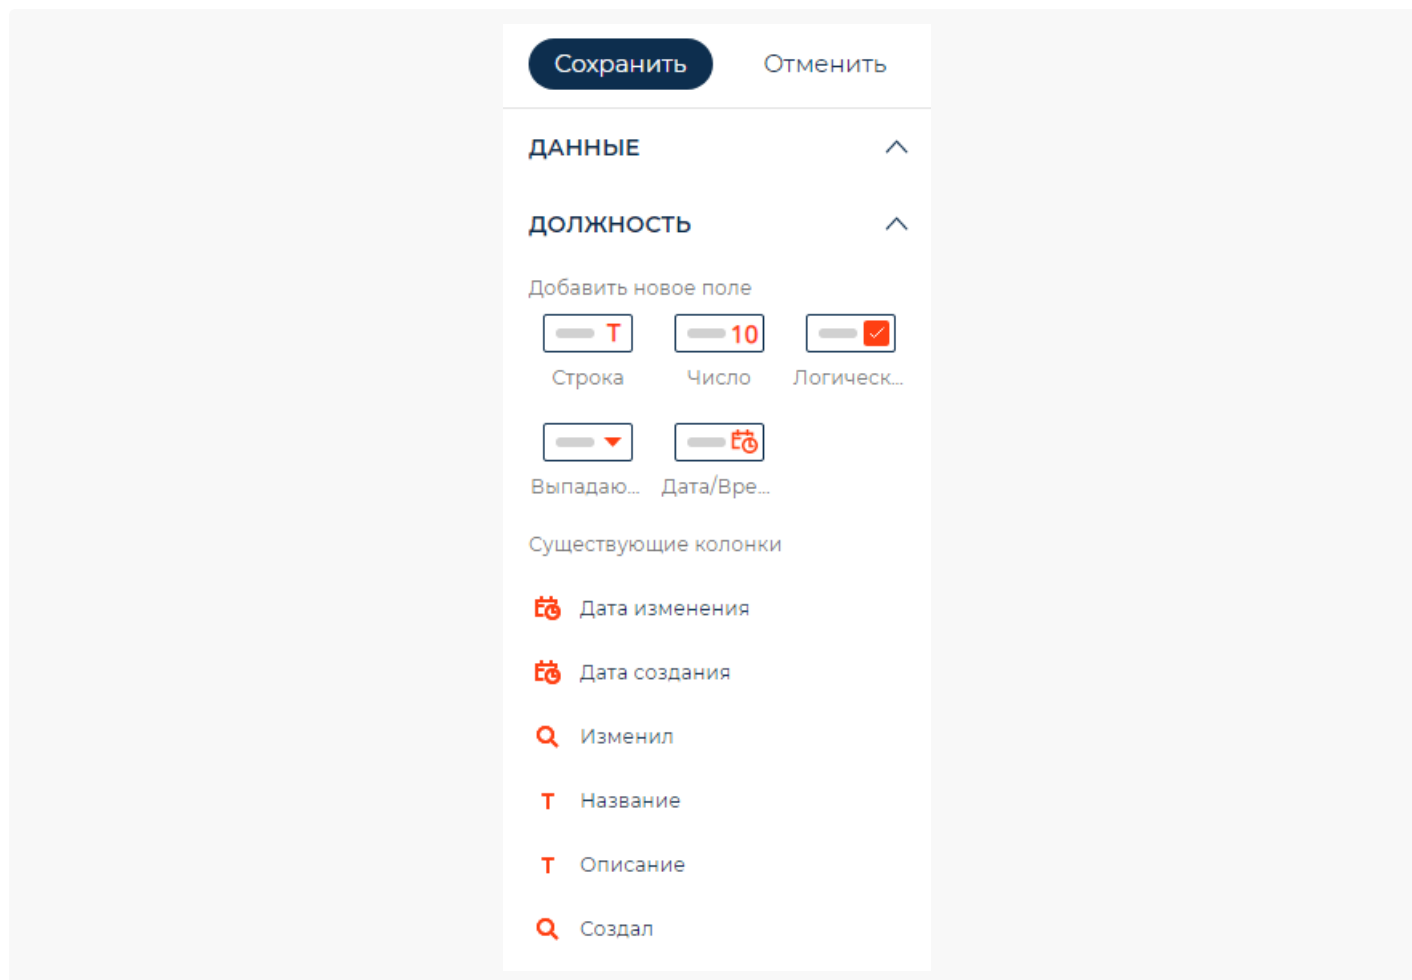 Сохранить Отменить
ДАННЫЕ
ДОЛЖНОСТЬ
Добавить новое поле
T 10
Строка Число Логическ...
Выпадаю... Дата/Вре...
Существующие колонки
Дата изменения
Дата создания
Изменил
T Название
T Описание
Создал